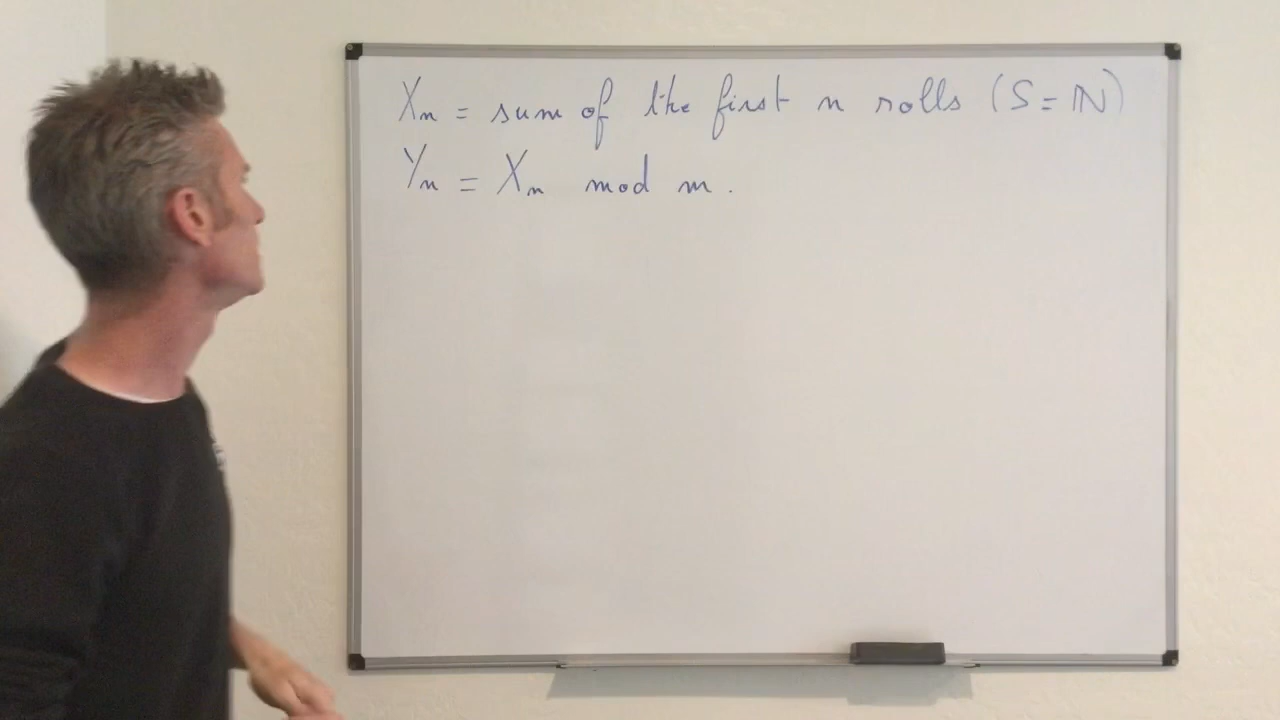 Xn = sum of the first n rolls (S = ℕ)
Yn = Xn mod m.